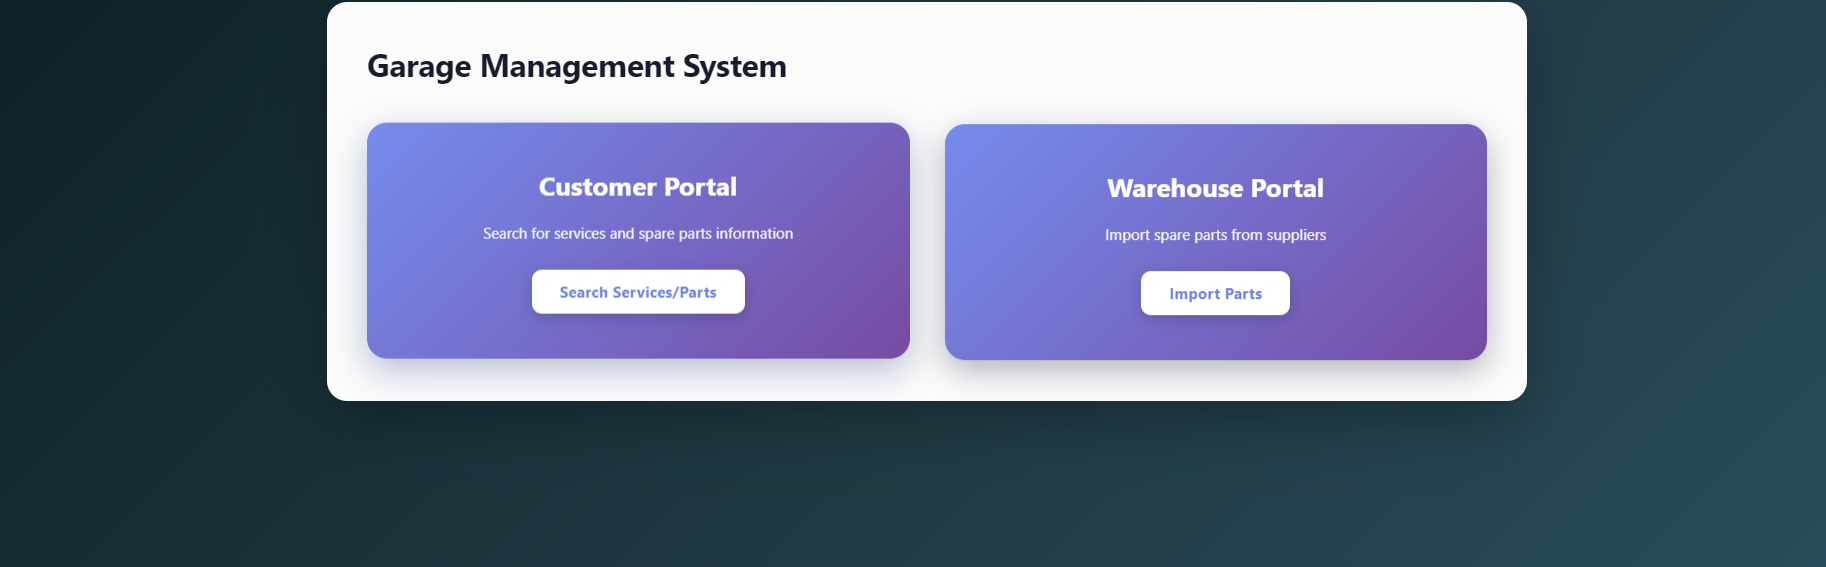 Garage Management System
Customer Portal
Search for services and spare parts information
Search Services/Parts
Warehouse Portal
Import spare parts from suppliers
Import Parts